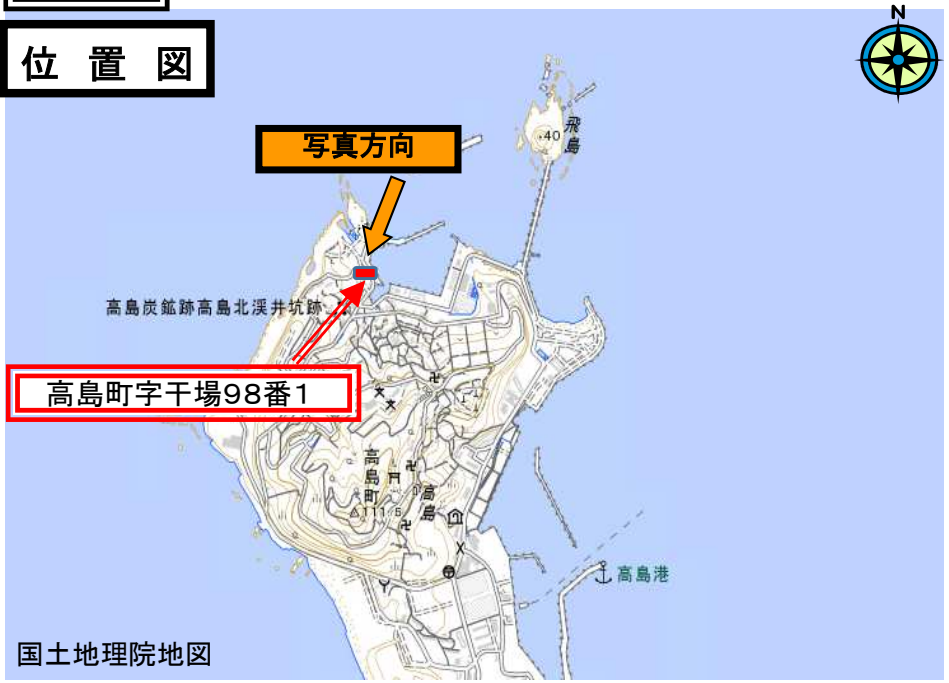 位置図
N
写真方向
・40
飛島
高島炭鉱跡高島北渓井坑跡
高島町字干場98番1
高島町
高島
△111.6
高島港
国土地理院地図